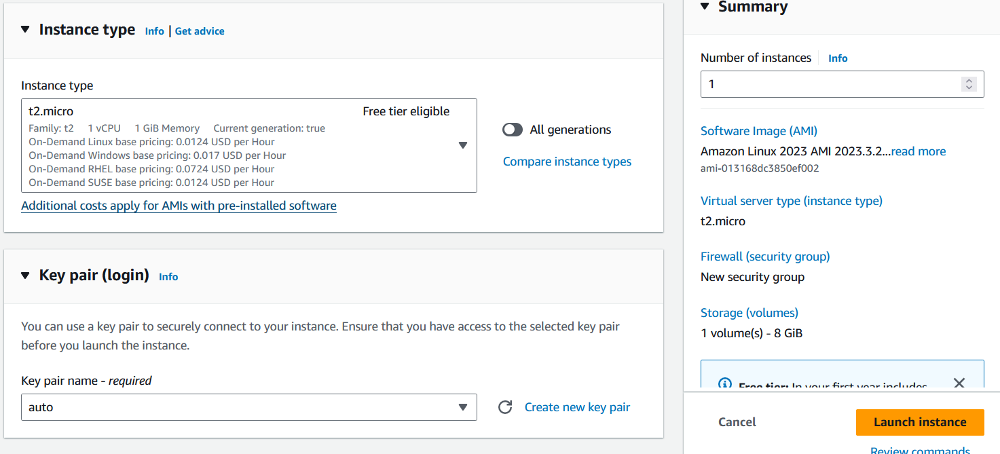 Instance type Info | Get advice
Instance type
t2.micro Free tier eligible
Family: t2 1 vCPU 1 GiB Memory Current generation: true
On-Demand Linux base pricing: 0.0124 USD per Hour
On-Demand Windows base pricing: 0.017 USD per Hour
On-Demand RHEL base pricing: 0.0724 USD per Hour
On-Demand SUSE base pricing: 0.0124 USD per Hour
All generations
Compare instance types
Additional costs apply for AMIs with pre-installed software
Key pair (login) Info
You can use a key pair to securely connect to your instance. Ensure that you have access to the selected key pair
before you launch the instance.
Key pair name - required
auto
Create new key pair
Summary
Number of instances Info
1
Software Image (AMI)
Amazon Linux 2023 AMI 2023.3.2...read more
ami-013168dc3850ef002
Virtual server type (instance type)
t2.micro
Firewall (security group)
New security group
Storage (volumes)
1 volume(s) - 8 GiB
Free tier: In your first year includes
Cancel
Launch instance
Review commands